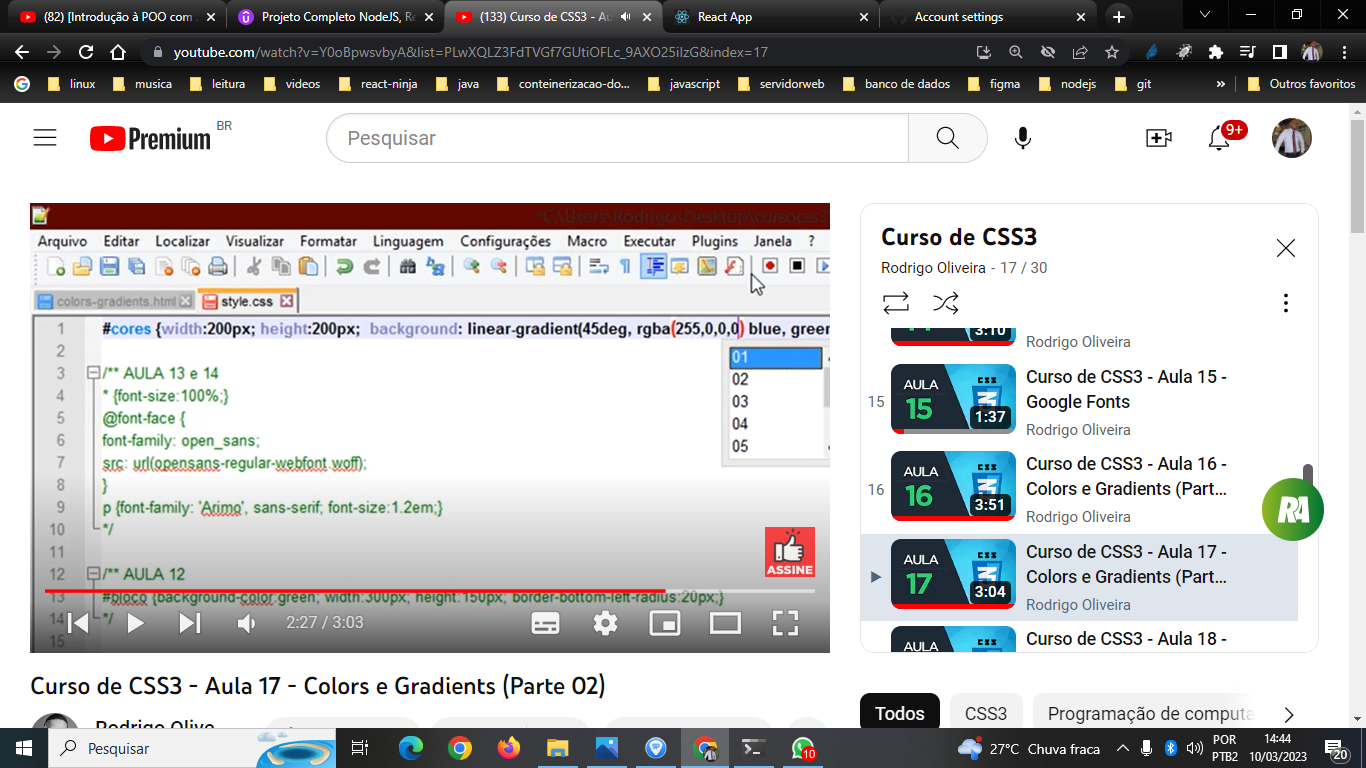 (82) [Introdução à POO com
Projeto Completo NodeJS, Re
(133) Curso de CSS3 - Au
React App
Account settings
youtube.com/watch?v=Y0oBpwsvbyA&list=PLwXQLZ3FdTVGf7GUtiOFLc_9AXO25iIzG&index=17
linux
musica
leitura
videos
react-ninja
java
conteinerizacao-do...
javascript
servidorweb
banco de dados
figma
nodejs
git
»
Outros favoritos
Premium BR
Pesquisar
9+
*C:\Users\Rodrigo\Desktop\cursocss3
Arquivo Editar Localizar Visualizar Formatar Linguagem Configurações Macro Executar Plugins Janela ?
colors-gradients.html style.css
1 #cores {width:200px; height:200px; background: linear-gradient(45deg, rgba(255,0,0,0) blue, green
2
3 /** AULA 13 e 14
4 * {font-size:100%;}
5 @font-face {
6 font-family: open_sans;
7 src: url(opensans-regular-webfont.woff);
8 }
9 p {font-family: 'Arimo', sans-serif; font-size:1.2em;}
10 */
11
12 /** AULA 12
13 #bloco {background-color:green; width:300px; height:150px; border-bottom-left-radius:20px;}
14 */
15
01
02
03
04
05
ASSINE
2:27 / 3:03
Curso de CSS3 - Aula 17 - Colors e Gradients (Parte 02)
Curso de CSS3
Rodrigo Oliveira - 17 / 30
3:10
Rodrigo Oliveira
15
AULA
15
CSS
1:37
Curso de CSS3 - Aula 15 -
Google Fonts
Rodrigo Oliveira
16
AULA
16
CSS
3:51
Curso de CSS3 - Aula 16 -
Colors e Gradients (Part...
Rodrigo Oliveira
RA
AULA
17
CSS
3:04
Curso de CSS3 - Aula 17 -
Colors e Gradients (Part...
Rodrigo Oliveira
AULA
CSS
Curso de CSS3 - Aula 18 -
Todos
CSS3
Programação de computa
Pesquisar
10
27°C Chuva fraca
POR
PTB2
14:44
10/03/2023
20